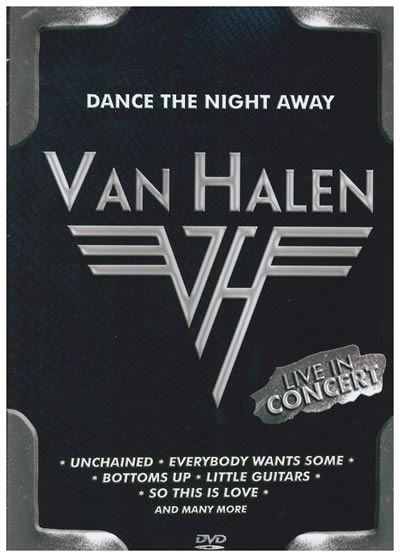 DANCE THE NIGHT AWAY
VAN HALEN
VH
LIVE IN
CONCERT
* UNCHAINED * EVERYBODY WANTS SOME *
* BOTTOMS UP * LITTLE GUITARS *
* SO THIS IS LOVE *
AND MANY MORE
DVD